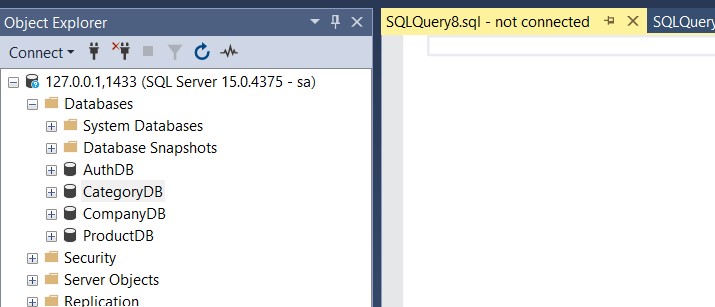 Object Explorer
Connect
127.0.0.1,1433 (SQL Server 15.0.4375 - sa)
Databases
System Databases
Database Snapshots
AuthDB
CategoryDB
CompanyDB
ProductDB
Security
Server Objects
Replication
SQLQuery8.sql - not connected
SQLQuery